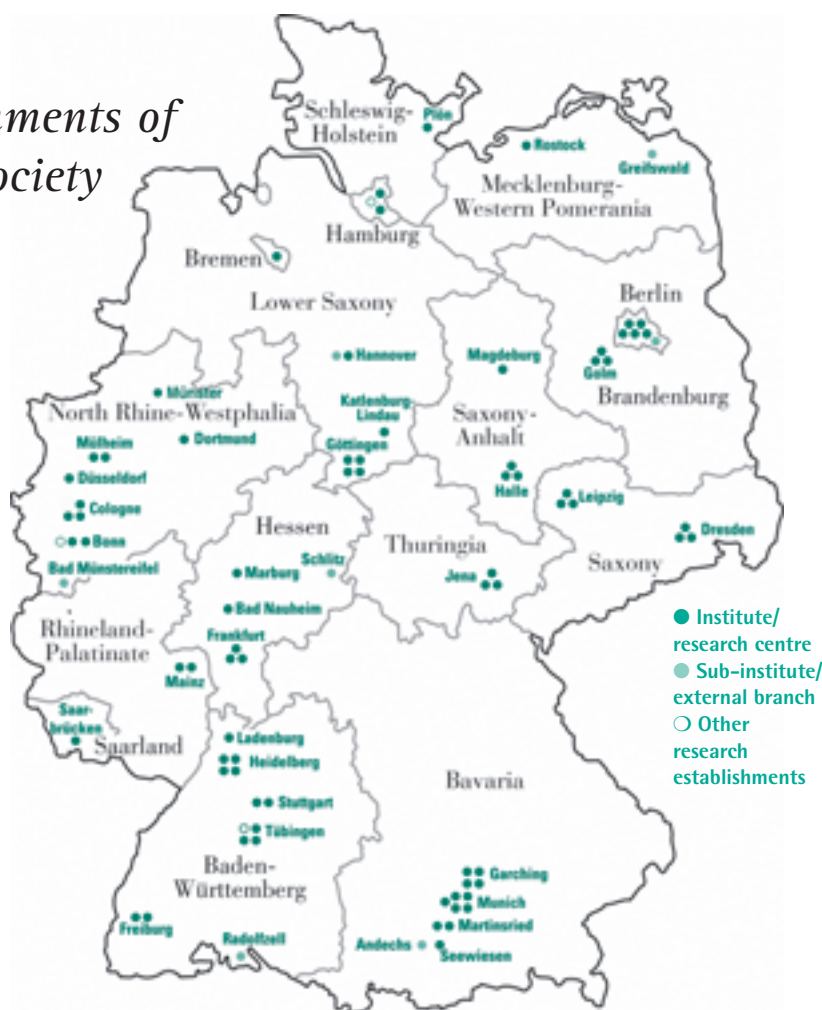 nments of
ociety
Schleswig-
Holstein
Plön
Rostock
Greifswald
Mecklenburg-
Western Pomerania
Hamburg
Bremen
Lower Saxony
Berlin
Hannover
Magdeburg
Golm
Brandenburg
Münster
North Rhine-Westphalia
Katlenburg-
Lindau
Saxony-
Anhalt
Mülheim
Dortmund
Göttingen
Düsseldorf
Halle
Leipzig
Cologne
Hessen
Dresden
Bonn
Thuringia
Saxony
Bad Münstereifel
Schlitz
Marburg
Jena
Bad Nauheim
Rhineland-
Palatinate
Frankfurt
Mainz
Institute/
research centre
Sub-institute/
external branch
Other
research
establishments
Saar-
brücken
Saarland
Ladenburg
Heidelberg
Bavaria
Stuttgart
Tübingen
Baden-
Württemberg
Garching
Munich
Freiburg
Martinsried
Radolfzell
Andechs
Seewiesen